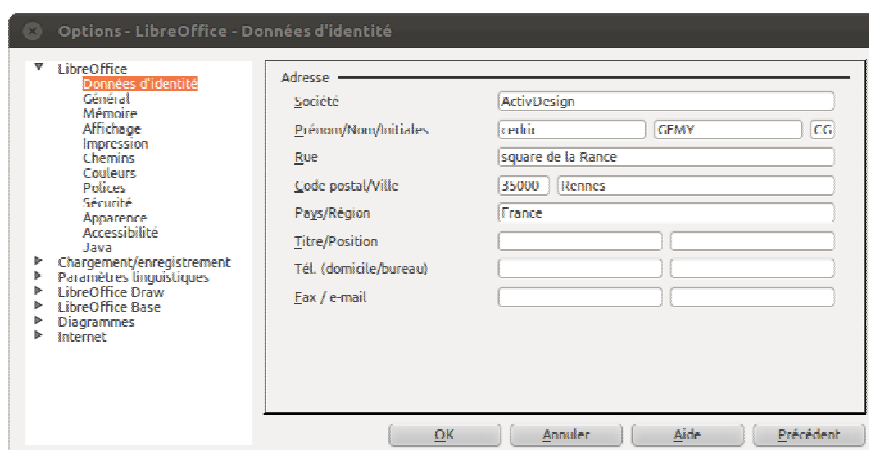 Options - LibreOffice - Données d'identité
LibreOffice
Données d'identité
Général
Mémoire
Affichage
Impression
Chemins
Couleurs
Polices
Sécurité
Apparence
Accessibilité
Java
Chargement/enregistrement
Paramètres linguistiques
LibreOffice Draw
LibreOffice Base
Diagrammes
Internet
Adresse
Société ActivDesign
Prénom/Nom/Initiales cedric GEMY CG
Rue square de la Rance
Code postal/Ville 35000 Rennes
Pays/Région France
Titre/Position
Tél. (domicile/bureau)
Fax / e-mail
OK Annuler Aide Précédent